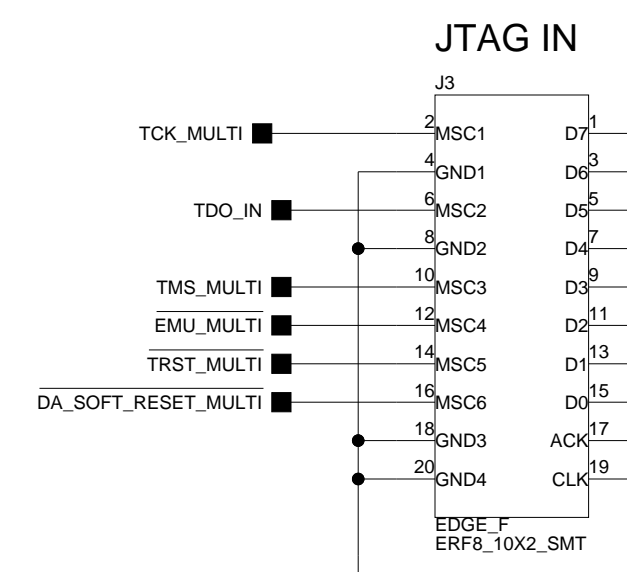 JTAG IN
J3
TCK_MULTI 2 MSC1 D7 1
4 GND1 D6 3
TDO_IN 6 MSC2 D5 5
8 GND2 D4 7
TMS_MULTI 10 MSC3 D3 9
EMU_MULTI 12 MSC4 D2 11
TRST_MULTI 14 MSC5 D1 13
DA_SOFT_RESET_MULTI 16 MSC6 D0 15
18 GND3 ACK 17
20 GND4 CLK 19
EDGE_F
ERF8_10X2_SMT